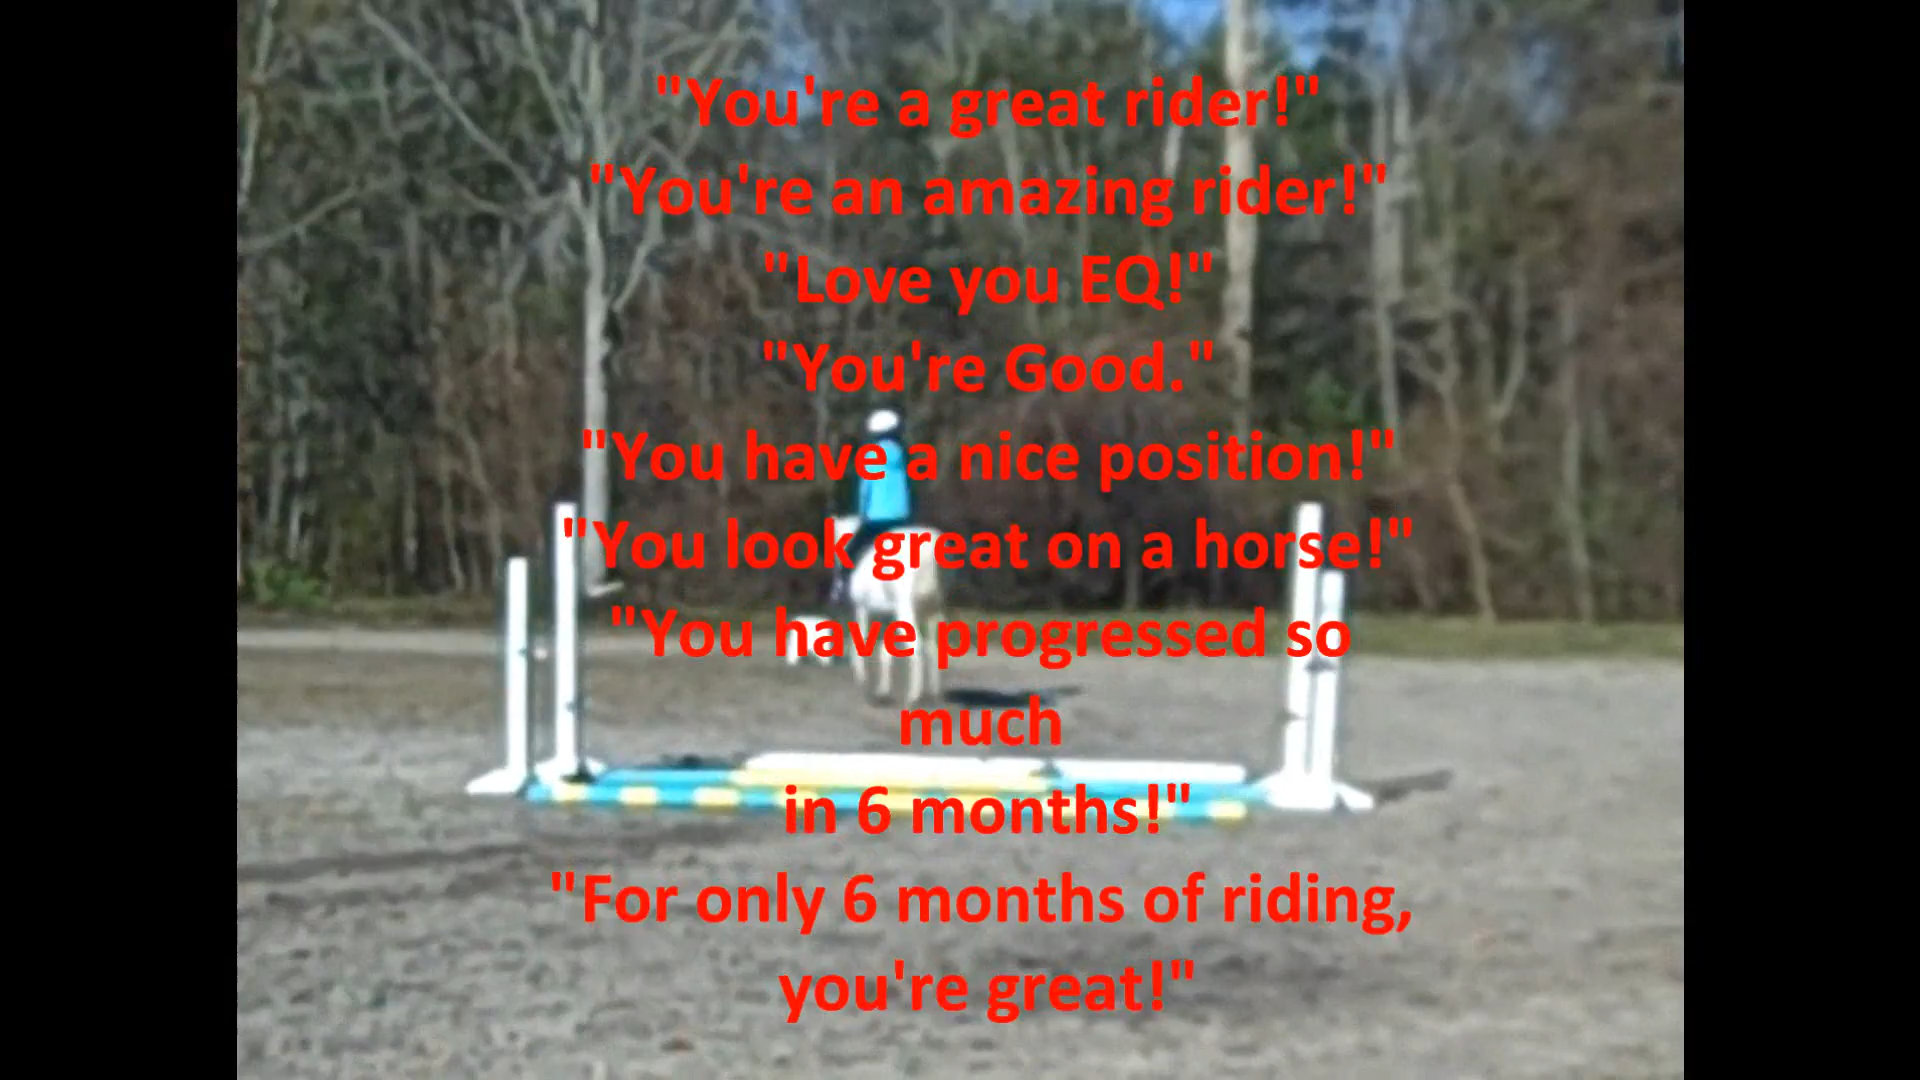 "You're a great rider!"
"You're an amazing rider!"
"Love you EQ!"
"You're Good."
"You have a nice position!"
"You look great on a horse!"
"You have progressed so
much
in 6 months!"
"For only 6 months of riding,
you're great!"